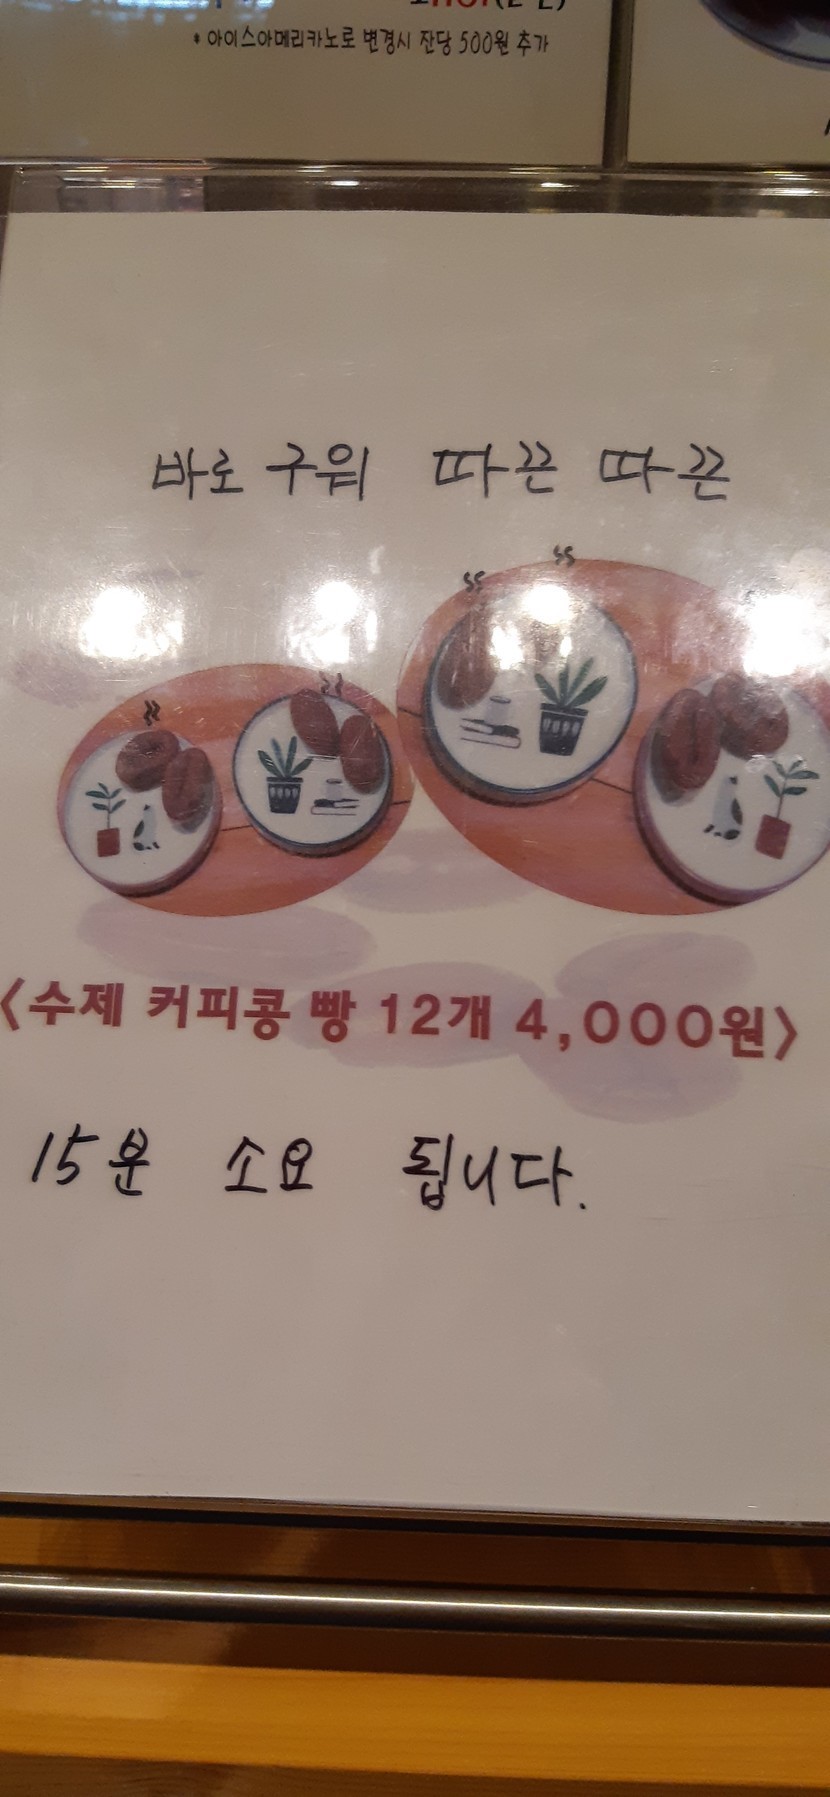 * 아이스아메리카노로 변경시 잔당 500원 추가
바로 구워 따끈 따끈
<수제 커피콩 빵 12개 4,000원>
15분 소요 됩니다.